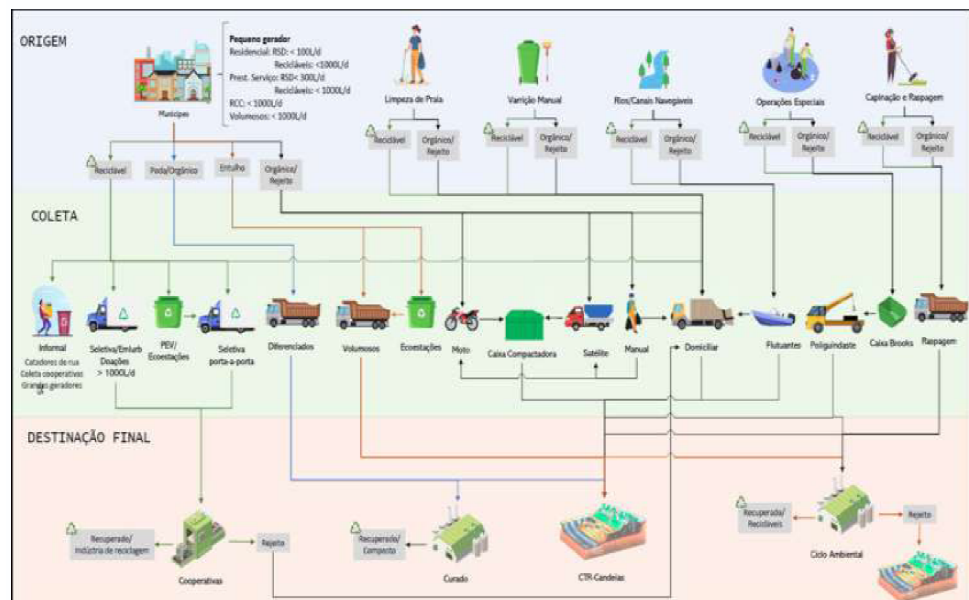 ORIGEM
Pequeno gerador
Residencial: RSD: < 100L/d
Recicláveis: <1000L/d
Prest. Serviço: RSD< 300L/d
Recicláveis: < 1000L/d
RCC: < 1000L/d
Volumosos: < 1000L/d
Munícipes
Limpeza de Praia
Varrição Manual
Rios/Canais Navegáveis
Operações Especiais
Capinação e Raspagem
Reciclável
Orgânico/
Rejeito
Reciclável
Orgânico/
Rejeito
Reciclável
Orgânico/
Rejeito
Reciclável
Orgânico/
Rejeito
Reciclável
Orgânico/
Rejeito
Reciclável
Poda/Orgânico
Entulho
Orgânico/
Rejeito
COLETA
Informal
Catadores de rua
Coleta cooperativas
Grandes geradores
Seletiva/Emlurb
Doações
> 1000L/d
PEV/
Ecoestações
Seletiva
porta-a-porta
Diferenciados
Volumosos
Ecoestações
Moto
Caixa Compactadora
Satélite
Manual
Domiciliar
Flutuantes
Poliguindaste
Caixa Brooks
Raspagem
DESTINAÇÃO FINAL
Recuperado/
Indústria de reciclagem
Cooperativas
Rejeito
Recuperado/
Composto
Curado
CTR-Candeias
Recuperado/
Recicláveis
Ciclo Ambiental
Rejeito